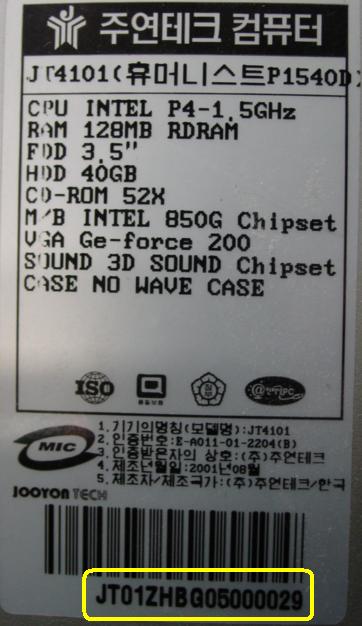 주연테크 컴퓨터
JT4101(휴머니스트P1540D)
CPU INTEL P4-1.5GHz
RAM 128MB RDRAM
FDD 3.5"
HDD 40GB
CD-ROM 52X
M/B INTEL 850G Chipset
VGA Ge-force 200
SOUND 3D SOUND Chipset
CASE NO WAVE CASE
ISO
MIC
1. 기기의명칭(모델명):JT4101
2. 인증번호:E-A011-01-2204(B)
3. 인증받은자의 상호:(주)주연테크
4. 제조년월일:2001년08월
5. 제조자/제조국가:(주)주연테크/한국
JOOYON TECH
JT01ZHBG05000029